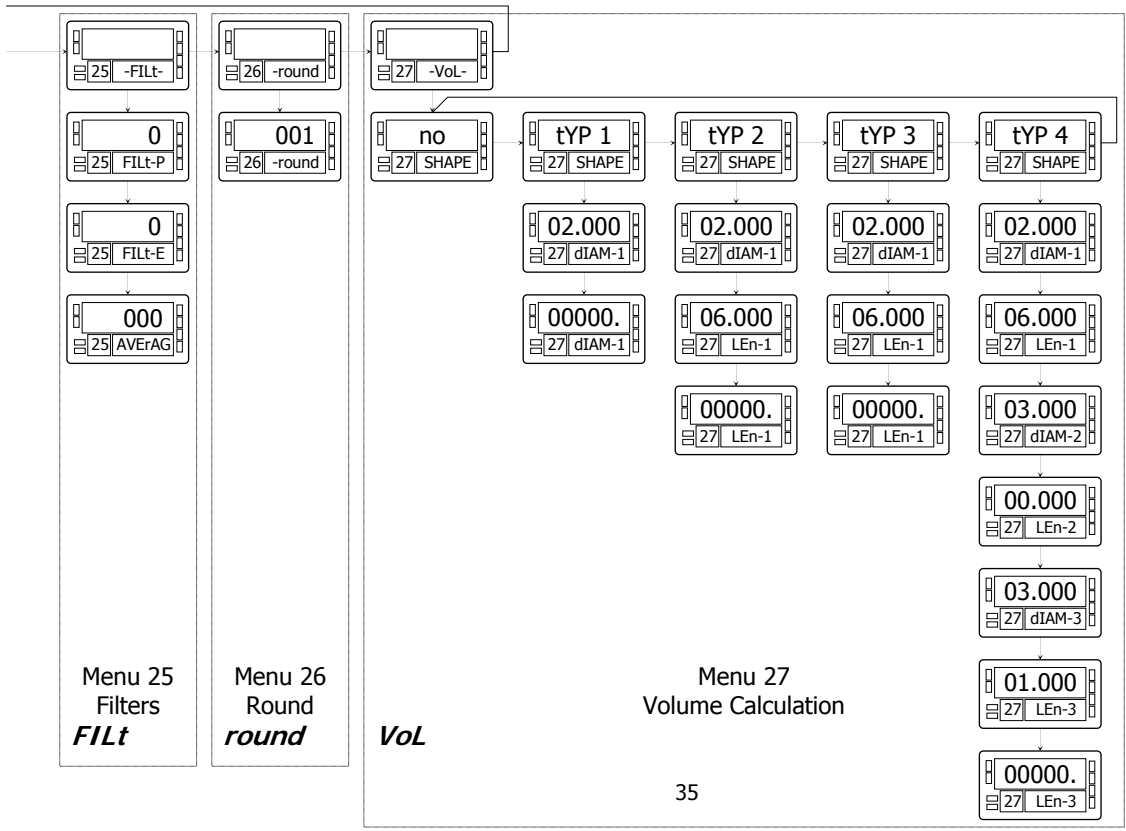 25 -FILt-
0
25 FILt-P
0
25 FILt-E
000
25 AVErAG
Menu 25
Filters
FILt
26 -round
001
26 -round
Menu 26
Round
round
27 -VoL-
no
27 SHAPE
tYP 1
27 SHAPE
02.000
27 dIAM-1
00000.
27 dIAM-1
tYP 2
27 SHAPE
02.000
27 dIAM-1
06.000
27 LEn-1
00000.
27 LEn-1
tYP 3
27 SHAPE
02.000
27 dIAM-1
06.000
27 LEn-1
00000.
27 LEn-1
tYP 4
27 SHAPE
02.000
27 dIAM-1
06.000
27 LEn-1
03.000
27 dIAM-2
00.000
27 LEn-2
03.000
27 dIAM-3
01.000
27 LEn-3
00000.
27 LEn-3
Menu 27
Volume Calculation
VoL
35